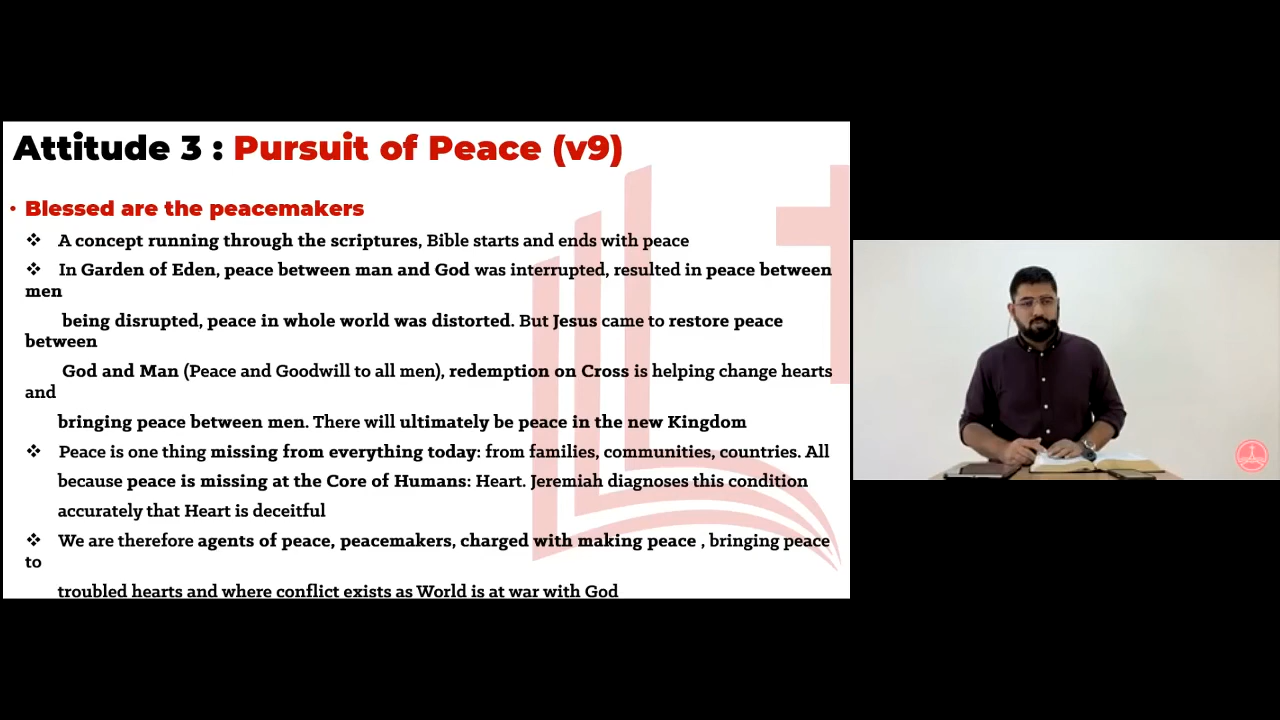 Attitude 3 : Pursuit of Peace (v9)
• Blessed are the peacemakers
❖ A concept running through the scriptures, Bible starts and ends with peace
❖ In Garden of Eden, peace between man and God was interrupted, resulted in peace between
men
being disrupted, peace in whole world was distorted. But Jesus came to restore peace
between
God and Man (Peace and Goodwill to all men), redemption on Cross is helping change hearts
and
bringing peace between men. There will ultimately be peace in the new Kingdom
❖ Peace is one thing missing from everything today: from families, communities, countries. All
because peace is missing at the Core of Humans: Heart. Jeremiah diagnoses this condition
accurately that Heart is deceitful
❖ We are therefore agents of peace, peacemakers, charged with making peace , bringing peace
to
troubled hearts and where conflict exists as World is at war with God